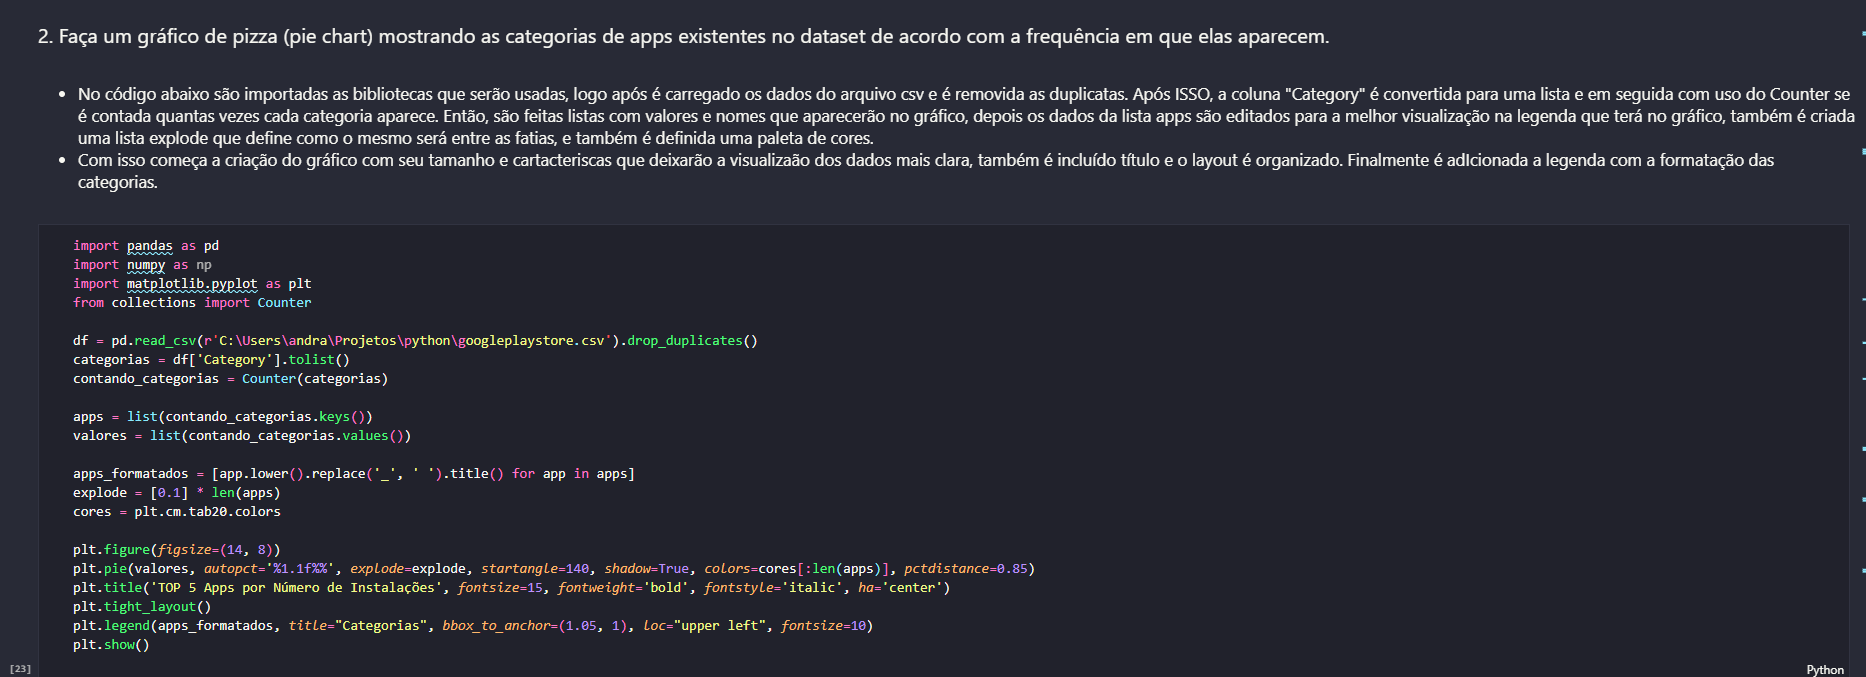 2. Faça um gráfico de pizza (pie chart) mostrando as categorias de apps existentes no dataset de acordo com a frequência em que elas aparecem.
• No código abaixo são importadas as bibliotecas que serão usadas, logo após é carregado os dados do arquivo csv e é removida as duplicatas. Após ISSO, a coluna "Category" é convertida para uma lista e em seguida com uso do Counter se
é contada quantas vezes cada categoria aparece. Então, são feitas listas com valores e nomes que aparecerão no gráfico, depois os dados da lista apps são editados para a melhor visualização na legenda que terá no gráfico, também é criada
uma lista explode que define como o mesmo será entre as fatias, e também é definida uma paleta de cores.
• Com isso começa a criação do gráfico com seu tamanho e cartacteriscas que deixarão a visualizaão dos dados mais clara, também é incluído título e o layout é organizado. Finalmente é adIcionada a legenda com a formatação das
categorias.
import pandas as pd
import numpy as np
import matplotlib.pyplot as plt
from collections import Counter
df = pd.read_csv(r'C:\Users\andra\Projetos\python\googleplaystore.csv').drop_duplicates()
categorias = df['Category'].tolist()
contando_categorias = Counter(categorias)
apps = list(contando_categorias.keys())
valores = list(contando_categorias.values())
apps_formatados = [app.lower().replace('_', ' ').title() for app in apps]
explode = [0.1] * len(apps)
cores = plt.cm.tab20.colors
plt.figure(figsize=(14, 8))
plt.pie(valores, autopct='%1.1f%%', explode=explode, startangle=140, shadow=True, colors=cores[:len(apps)], pctdistance=0.85)
plt.title('TOP 5 Apps por Número de Instalações', fontsize=15, fontweight='bold', fontstyle='italic', ha='center')
plt.tight_layout()
plt.legend(apps_formatados, title="Categorias", bbox_to_anchor=(1.05, 1), loc="upper left", fontsize=10)
plt.show()
[23]
Python